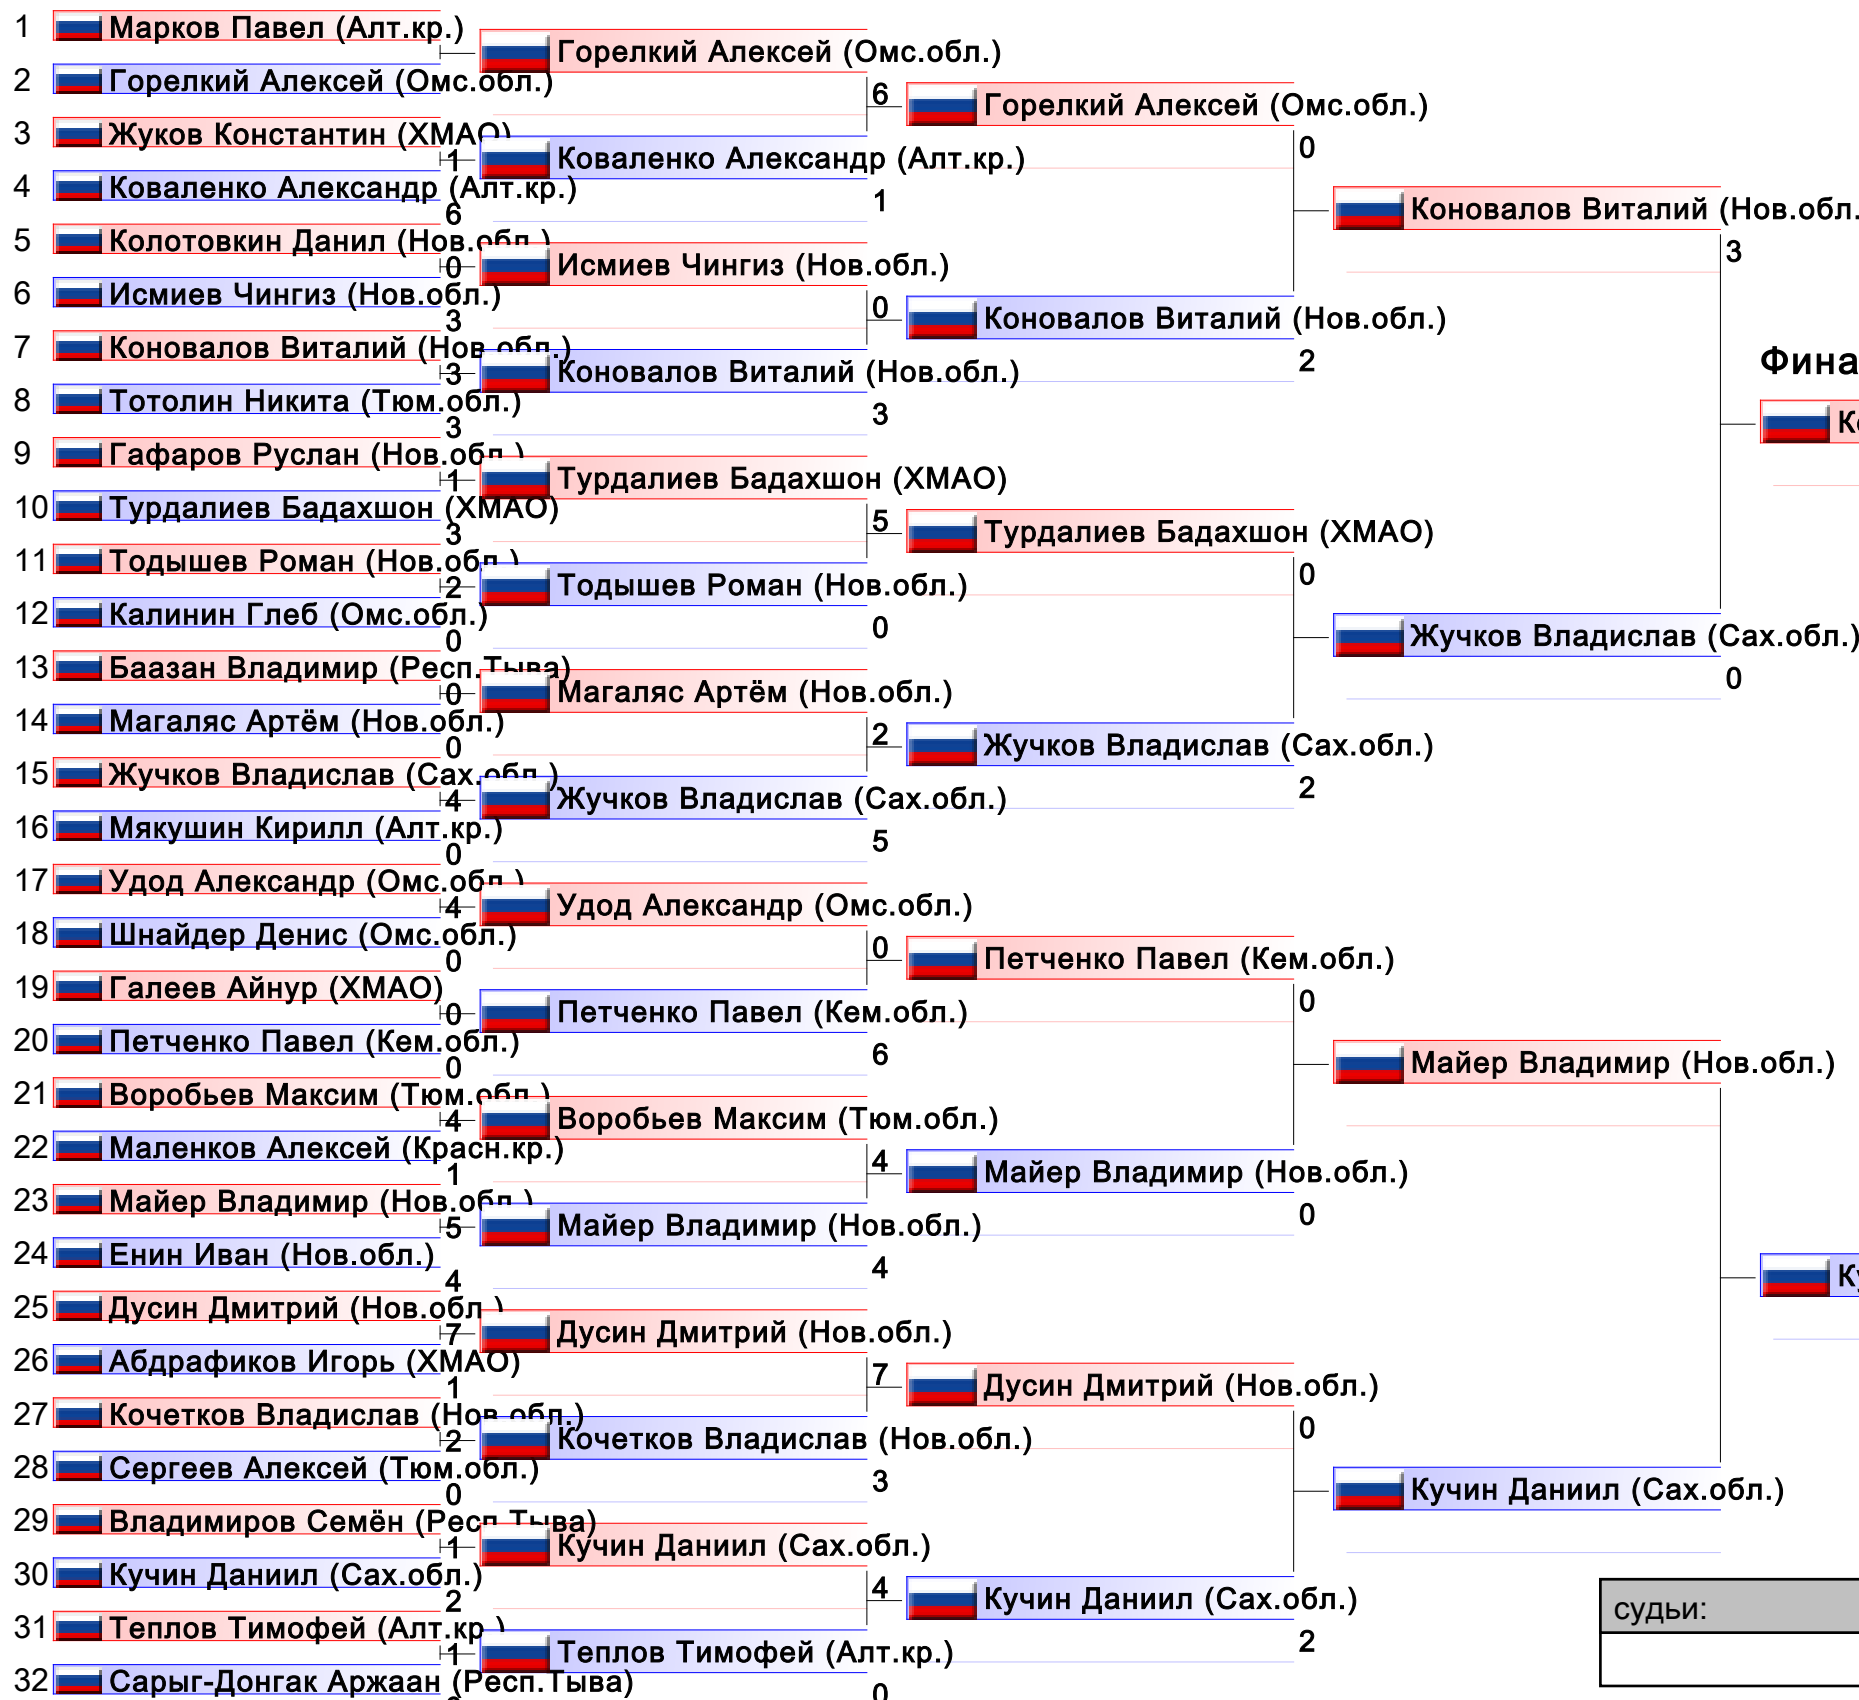 1 Марков Павел (Алт.кр.)
2 Горелкий Алексей (Омс.обл.)
3 Жуков Константин (ХМАО)
1
4 Коваленко Александр (Алт.кр.)
6
5 Колотовкин Данил (Нов.обл.)
0
6 Исмиев Чингиз (Нов.обл.)
3
7 Коновалов Виталий (Нов.обл.)
3
8 Тотолин Никита (Тюм.обл.)
3
9 Гафаров Руслан (Нов.обл.)
1
10 Турдалиев Бадахшон (ХМАО)
3
11 Тодышев Роман (Нов.обл.)
2
12 Калинин Глеб (Омс.обл.)
0
13 Баазан Владимир (Респ.Тыва)
0
14 Магаляс Артём (Нов.обл.)
0
15 Жучков Владислав (Сах.обл.)
4
16 Мякушин Кирилл (Алт.кр.)
0
17 Удод Александр (Омс.обл.)
4
18 Шнайдер Денис (Омс.обл.)
0
19 Галеев Айнур (ХМАО)
0
20 Петченко Павел (Кем.обл.)
0
21 Воробьев Максим (Тюм.обл.)
4
22 Маленков Алексей (Красн.кр.)
1
23 Майер Владимир (Нов.обл.)
5
24 Енин Иван (Нов.обл.)
4
25 Дусин Дмитрий (Нов.обл.)
7
26 Абдрафиков Игорь (ХМАО)
1
27 Кочетков Владислав (Нов.обл.)
2
28 Сергеев Алексей (Тюм.обл.)
0
29 Владимиров Семён (Респ.Тыва)
1
30 Кучин Даниил (Сах.обл.)
2
31 Теплов Тимофей (Алт.кр.)
1
32 Сарыг-Донгак Аржаан (Респ.Тыва)
Горелкий Алексей (Омс.обл.)
6
Коваленко Александр (Алт.кр.)
1
Исмиев Чингиз (Нов.обл.)
0
Коновалов Виталий (Нов.обл.)
3
Турдалиев Бадахшон (ХМАО)
5
Тодышев Роман (Нов.обл.)
0
Магаляс Артём (Нов.обл.)
2
Жучков Владислав (Сах.обл.)
5
Удод Александр (Омс.обл.)
0
Петченко Павел (Кем.обл.)
6
Воробьев Максим (Тюм.обл.)
4
Майер Владимир (Нов.обл.)
4
Дусин Дмитрий (Нов.обл.)
7
Кочетков Владислав (Нов.обл.)
3
Кучин Даниил (Сах.обл.)
4
Теплов Тимофей (Алт.кр.)
0
Горелкий Алексей (Омс.обл.)
0
Коновалов Виталий (Нов.обл.)
2
Турдалиев Бадахшон (ХМАО)
0
Жучков Владислав (Сах.обл.)
2
Петченко Павел (Кем.обл.)
0
Майер Владимир (Нов.обл.)
0
Дусин Дмитрий (Нов.обл.)
0
Кучин Даниил (Сах.обл.)
2
Коновалов Виталий (Нов.обл.
3
Жучков Владислав (Сах.обл.)
0
Майер Владимир (Нов.обл.)
Кучин Даниил (Сах.обл.)
Фина
Ку
судьи: